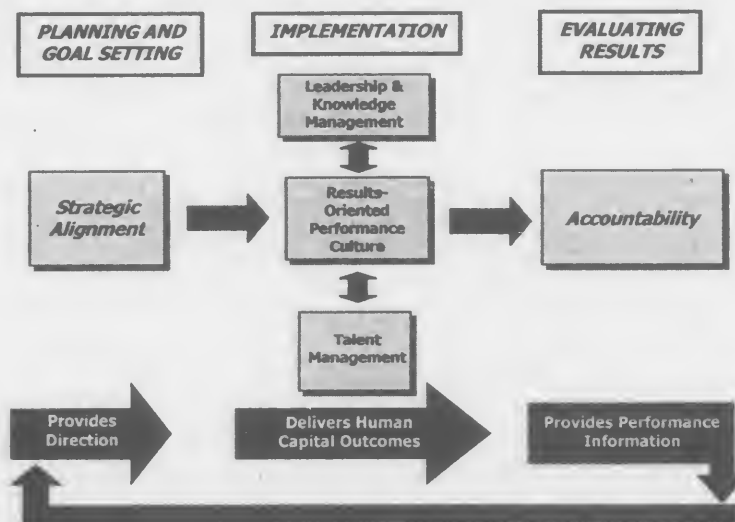 PLANNING AND
GOAL SETTING
IMPLEMENTATION
EVALUATING
RESULTS
Leadership &
Knowledge
Management
Strategic
Alignment
Results-
Oriented
Performance
Culture
Accountability
Talent
Management
Provides
Direction
Delivers Human
Capital Outcomes
Provides Performance
Information